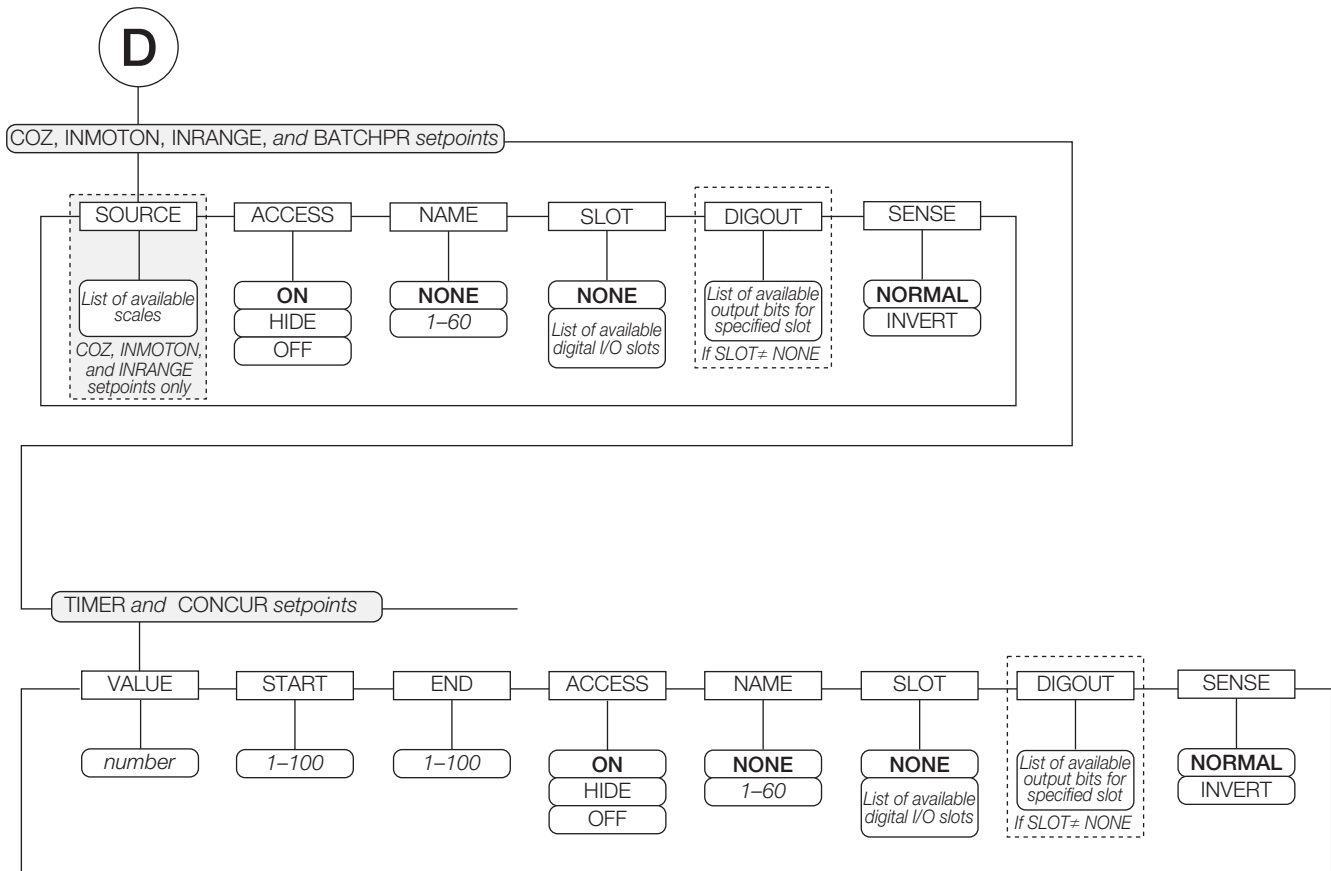 D
COZ, INMOTON, INRANGE, and BATCHPR setpoints
SOURCE
ACCESS
NAME
SLOT
DIGOUT
SENSE
List of available
scales
COZ, INMOTON,
and INRANGE
setpoints only
ON
HIDE
OFF
NONE
1–60
NONE
List of available
digital I/O slots
List of available
output bits for
specified slot
If SLOT≠ NONE
NORMAL
INVERT
TIMER and CONCUR setpoints
VALUE
START
END
ACCESS
NAME
SLOT
DIGOUT
SENSE
number
1–100
1–100
ON
HIDE
OFF
NONE
1–60
NONE
List of available
digital I/O slots
List of available
output bits for
specified slot
If SLOT≠ NONE
NORMAL
INVERT